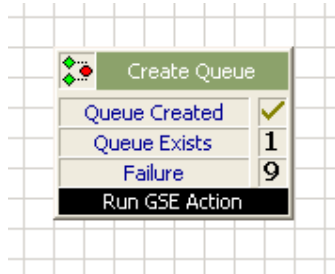 Create Queue
Queue Created
Queue Exists 1
Failure 9
Run GSE Action